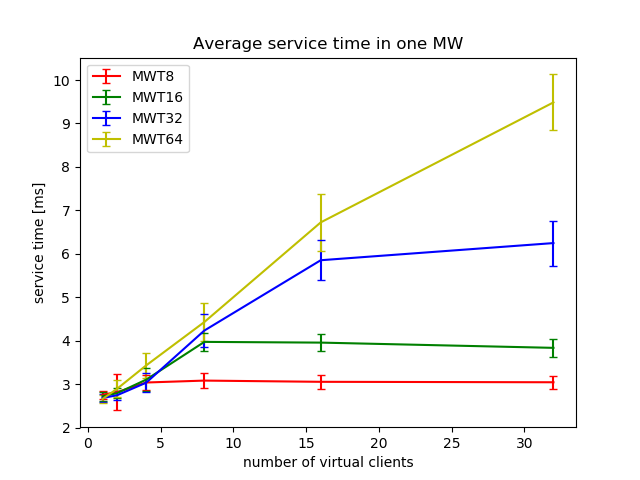 Average service time in one MW
MWT8
MWT16
MWT32
MWT64
service time [ms]
10
9
8
7
6
5
4
3
2
0 5 10 15 20 25 30
number of virtual clients